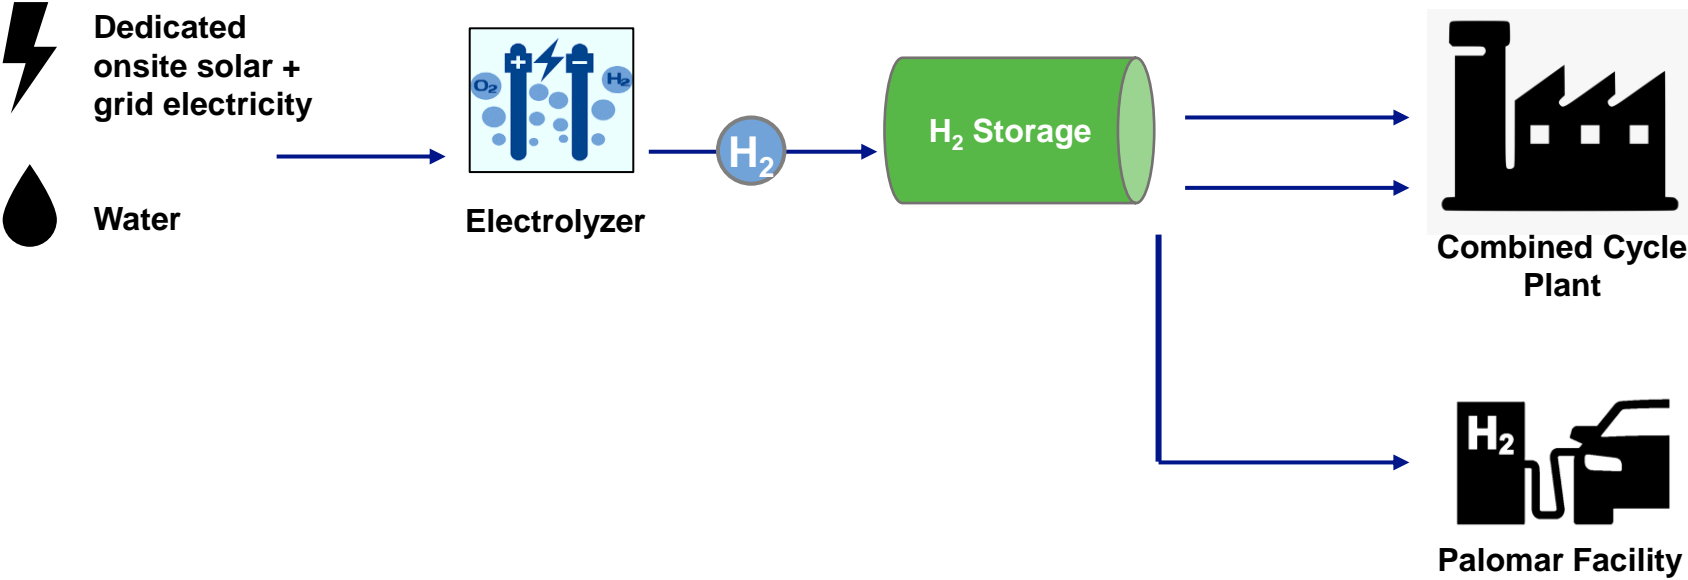 Dedicated
onsite solar +
grid electricity
Water
+
−
O₂
H₂
Electrolyzer
H₂
H₂ Storage
Combined Cycle
Plant
H₂
Palomar Facility